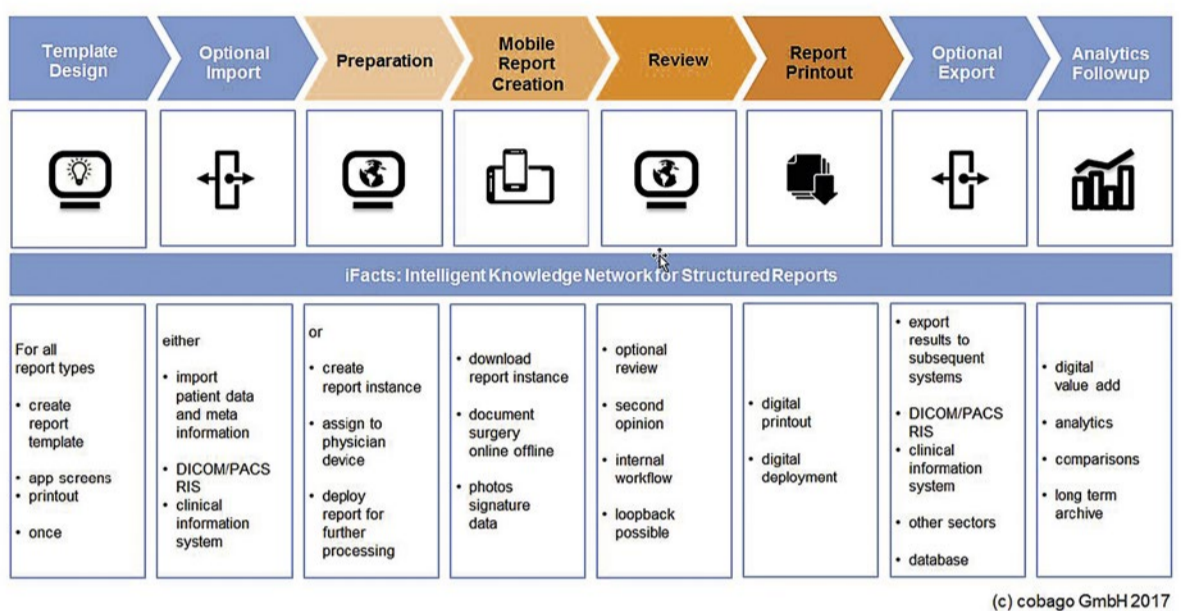 Template
Design
Optional
Import
Preparation
Mobile
Report
Creation
Review
Report
Printout
Optional
Export
Analytics
Followup
iFacts: Intelligent Knowledge Network for Structured Reports
For all
report types
• create
report
template
• app screens
• printout
• once
either
• import
patient data
and meta
information
• DICOM/PACS
RIS
• clinical
information
system
or
• create
report instance
• assign to
physician
device
• deploy
report for
further
processing
• download
report instance
• document
surgery
online offline
• photos
signature
data
• optional
review
• second
opinion
• internal
workflow
• loopback
possible
• digital
printout
• digital
deployment
• export
results to
subsequent
systems
• DICOM/PACS
RIS
• clinical
information
system
• other sectors
• database
• digital
value add
• analytics
• comparisons
• long term
archive
(c) cobago GmbH 2017